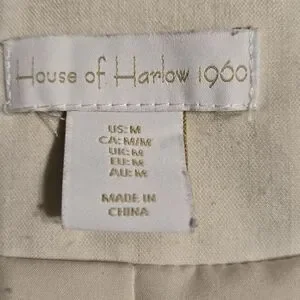 House of Harlow 1960
US: M
CA: M/M
UK: M
EU: M
AU: M
MADE IN
CHINA